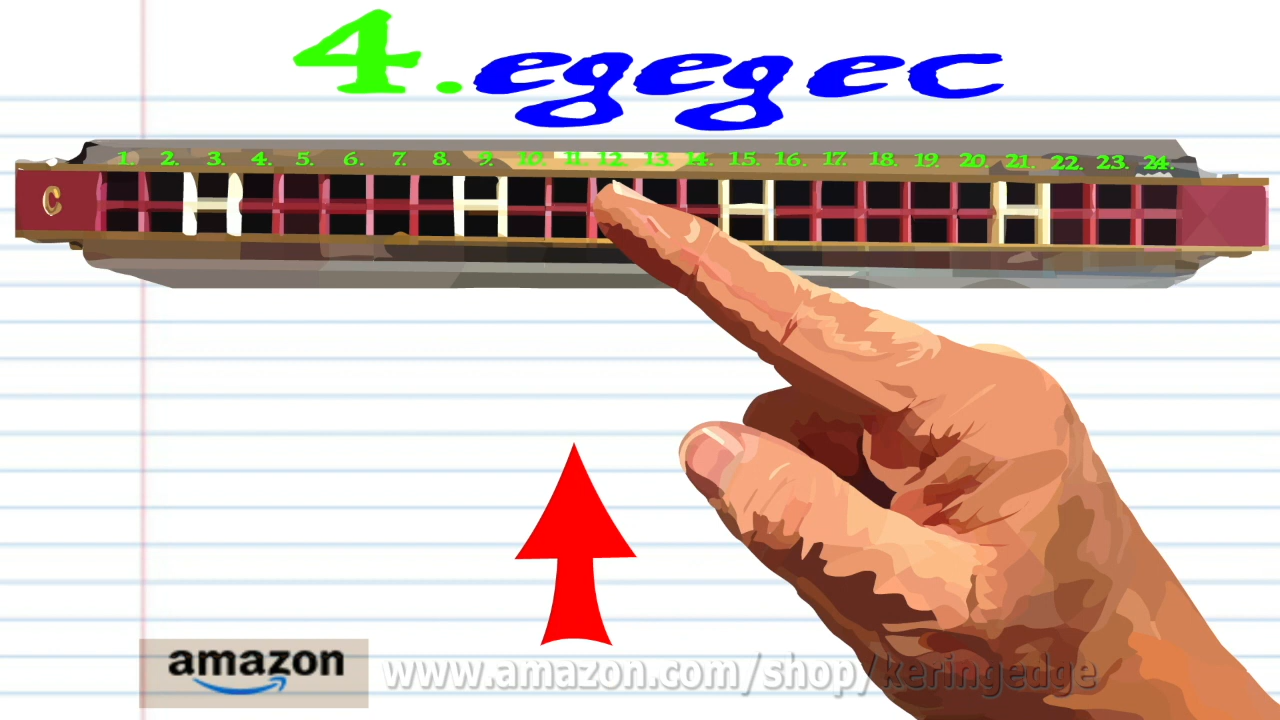 4.egegec
1. 2. 3. 4. 5. 6. 7. 8. 9. 10. 11. 12. 13. 14. 15. 16. 17. 18. 19. 20. 21. 22. 23. 24.
C
amazon www.amazon.com/shop/keringedge